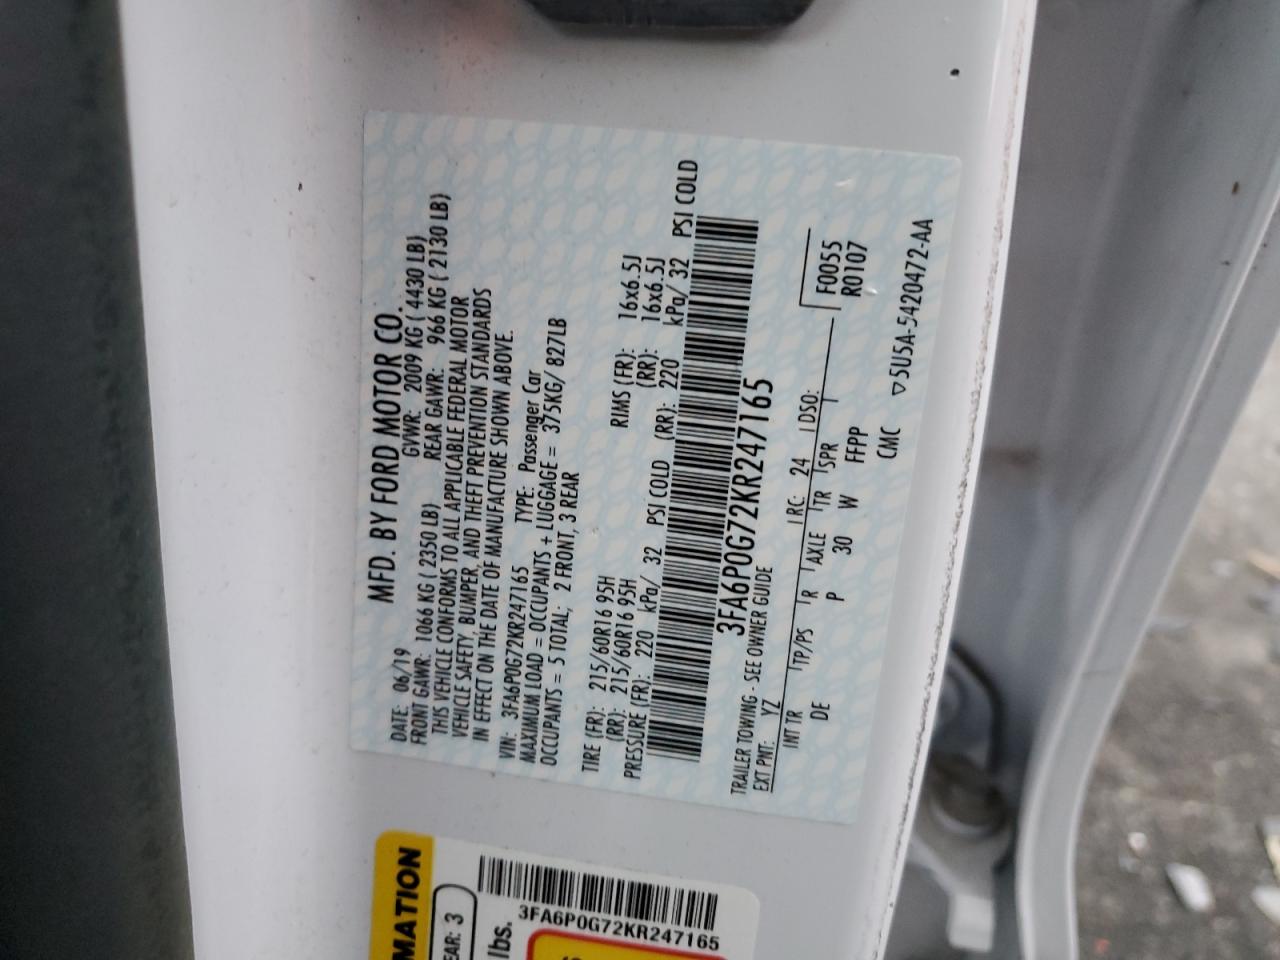 MFD. BY FORD MOTOR CO.
DATE: 06/19 GVWR: 2009 KG ( 4430 LB)
FRONT GAWR: 1066 KG ( 2350 LB) REAR GAWR: 966 KG ( 2130 LB)
THIS VEHICLE CONFORMS TO ALL APPLICABLE FEDERAL MOTOR
VEHICLE SAFETY, BUMPER, AND THEFT PREVENTION STANDARDS
IN EFFECT ON THE DATE OF MANUFACTURE SHOWN ABOVE.
VIN: 3FA6P0G72KR247165 TYPE: Passenger Car
MAXIMUM LOAD = OCCUPANTS + LUGGAGE = 375KG/ 827LB
OCCUPANTS = 5 TOTAL; 2 FRONT, 3 REAR
TIRE (FR): 215/60R16 95H RIMS (FR): 16x6.5J
(RR): 215/60R16 95H (RR): 16x6.5J
PRESSURE (FR): 220 kPa/ 32 PSI COLD (RR): 220 kPa/ 32 PSI COLD
3FA6P0G72KR247165
TRAILER TOWING - SEE OWNER GUIDE
EXT PNT: YZ RC: 24 DSO: F0055
R0107
INT TR TP/PS R AXLE TR SPR
DE P 30 W FFPP
CMC
▽5U5A-5420472-AA
MATION
EAR: 3
lbs.
3FA6P0G72KR247165